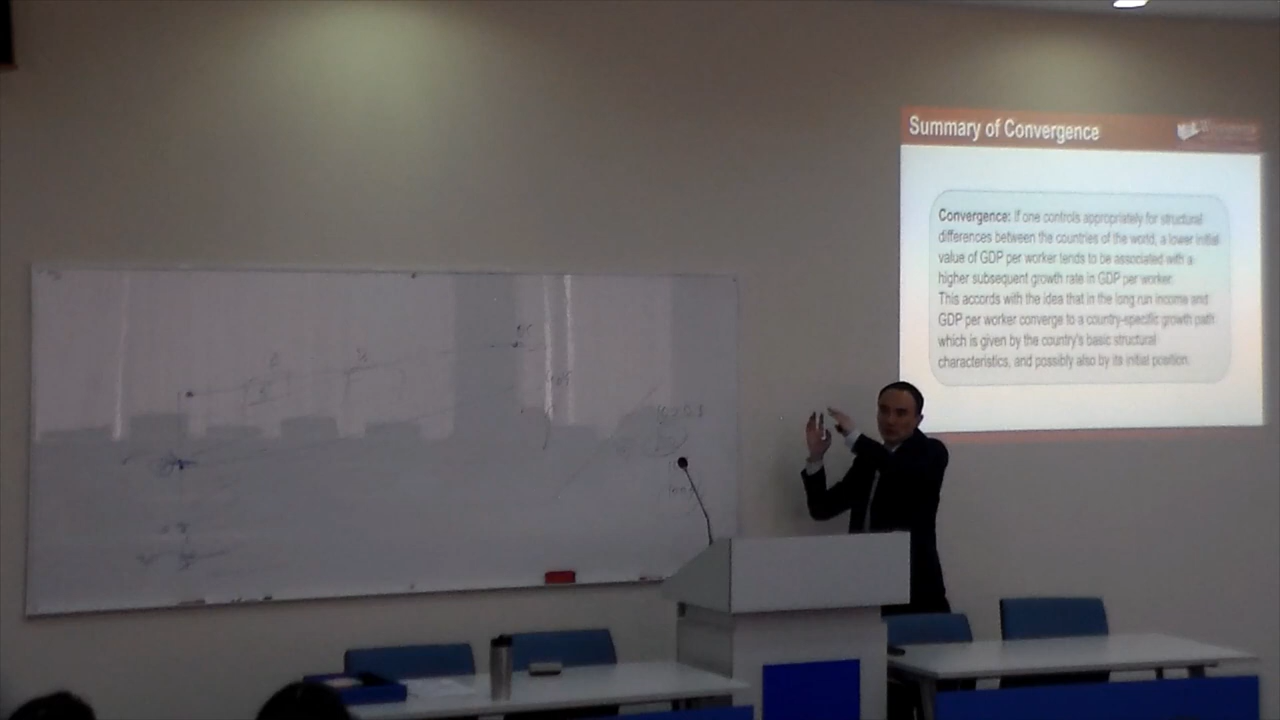 Summary of Convergence
Convergence: If one controls appropriately for structural
differences between the countries of the world, a lower initial
value of GDP per worker tends to be associated with a
higher subsequent growth rate in GDP per worker.
This accords with the idea that in the long run income and
GDP per worker converge to a country-specific growth path
which is given by the country's basic structural
characteristics, and possibly also by its initial position.